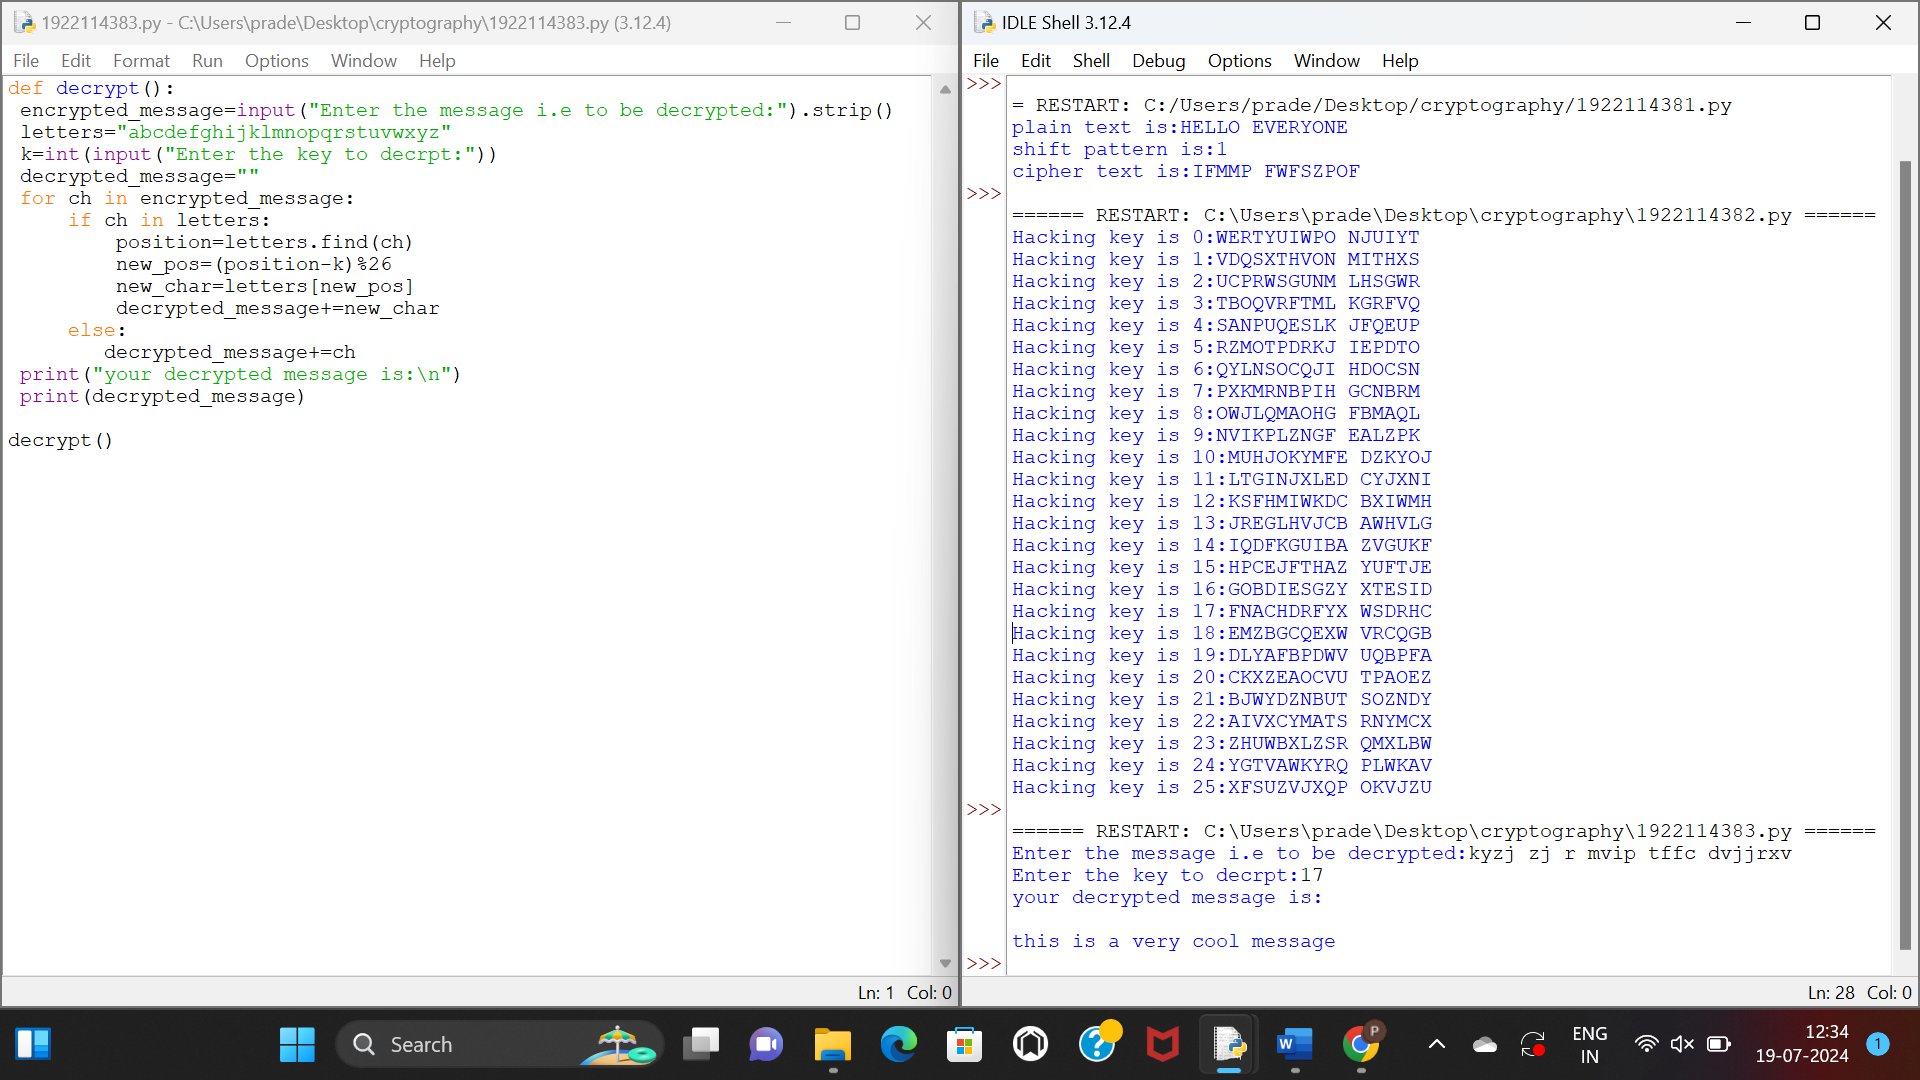 1922114383.py - C:\Users\prade\Desktop\cryptography\1922114383.py (3.12.4)
File Edit Format Run Options Window Help
def decrypt():
 encrypted_message=input("Enter the message i.e to be decrypted:").strip()
 letters="abcdefghijklmnopqrstuvwxyz"
 k=int(input("Enter the key to decrpt:"))
 decrypted_message=""
 for ch in encrypted_message:
     if ch in letters:
         position=letters.find(ch)
         new_pos=(position-k)%26
         new_char=letters[new_pos]
         decrypted_message+=new_char
     else:
        decrypted_message+=ch
 print("your decrypted message is:\n")
 print(decrypted_message)
decrypt()
Ln: 1 Col: 0
IDLE Shell 3.12.4
File Edit Shell Debug Options Window Help
>>>
= RESTART: C:/Users/prade/Desktop/cryptography/1922114381.py
plain text is:HELLO EVERYONE
shift pattern is:1
cipher text is:IFMMP FWFSZPOF
>>>
====== RESTART: C:\Users\prade\Desktop\cryptography\1922114382.py ======
Hacking key is 0:WERTYUIWPO NJUIYT
Hacking key is 1:VDQSXTHVON MITHXS
Hacking key is 2:UCPRWSGUNM LHSGWR
Hacking key is 3:TBOQVRFTML KGRFVQ
Hacking key is 4:SANPUQESLK JFQEUP
Hacking key is 5:RZMOTPDRKJ IEPDTO
Hacking key is 6:QYLNSOCQJI HDOCSN
Hacking key is 7:PXKMRNBPIH GCNBRM
Hacking key is 8:OWJLQMAOHG FBMAQL
Hacking key is 9:NVIKPLZNGF EALZPK
Hacking key is 10:MUHJOKYMFE DZKYOJ
Hacking key is 11:LTGINJXLED CYJXNI
Hacking key is 12:KSFHMIWKDC BXIWMH
Hacking key is 13:JREGLHVJCB AWHVLG
Hacking key is 14:IQDFKGUIBA ZVGUKF
Hacking key is 15:HPCEJFTHAZ YUFTJE
Hacking key is 16:GOBDIESGZY XTESID
Hacking key is 17:FNACHDRFYX WSDRHC
Hacking key is 18:EMZBGCQEXW VRCQGB
Hacking key is 19:DLYAFBPDWV UQBPFA
Hacking key is 20:CKXZEAOCVU TPAOEZ
Hacking key is 21:BJWYDZNBUT SOZNDY
Hacking key is 22:AIVXCYMATS RNYMCX
Hacking key is 23:ZHUWBXLZSR QMXLBW
Hacking key is 24:YGTVAWKYRQ PLWKAV
Hacking key is 25:XFSUZVJXQP OKVJZU
>>>
====== RESTART: C:\Users\prade\Desktop\cryptography\1922114383.py ======
Enter the message i.e to be decrypted:kyzj zj r mvip tffc dvjjrxv
Enter the key to decrpt:17
your decrypted message is:
this is a very cool message
>>>
Ln: 28 Col: 0
Search
W
P
ENG
IN
12:34
19-07-2024
1